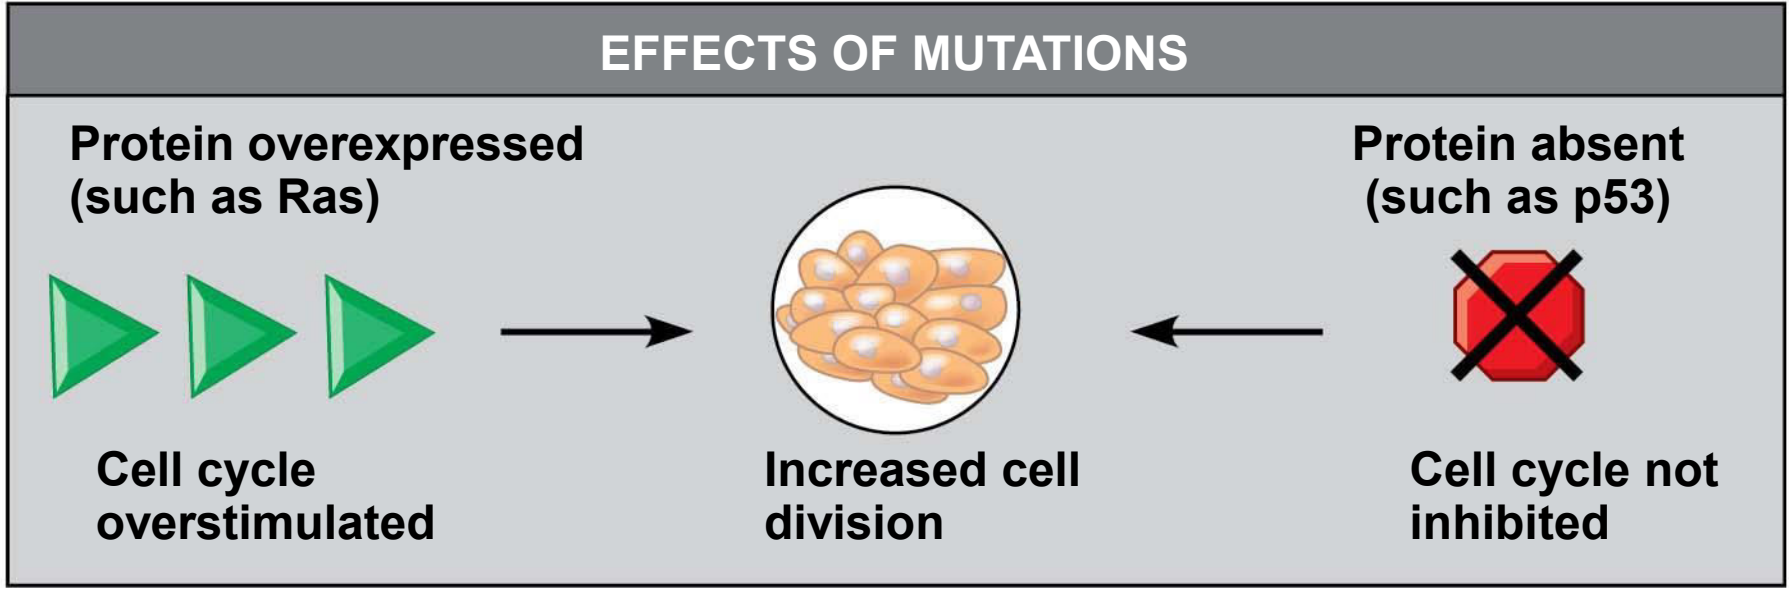 EFFECTS OF MUTATIONS
Protein overexpressed
(such as Ras)
Protein absent
(such as p53)
Cell cycle
overstimulated
Increased cell
division
Cell cycle not
inhibited